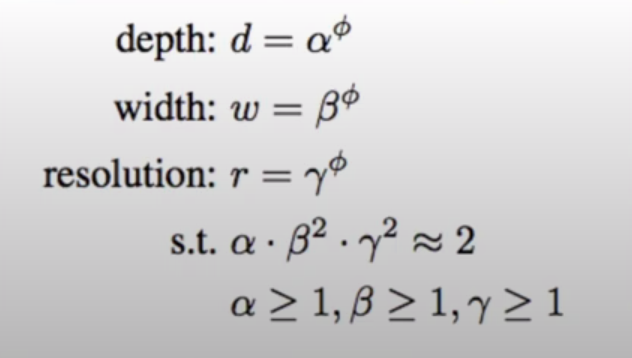 depth: d = α^ϕ
width: w = β^ϕ
resolution: r = γ^ϕ
s.t. α · β² · γ² ≈ 2
α ≥ 1, β ≥ 1, γ ≥ 1